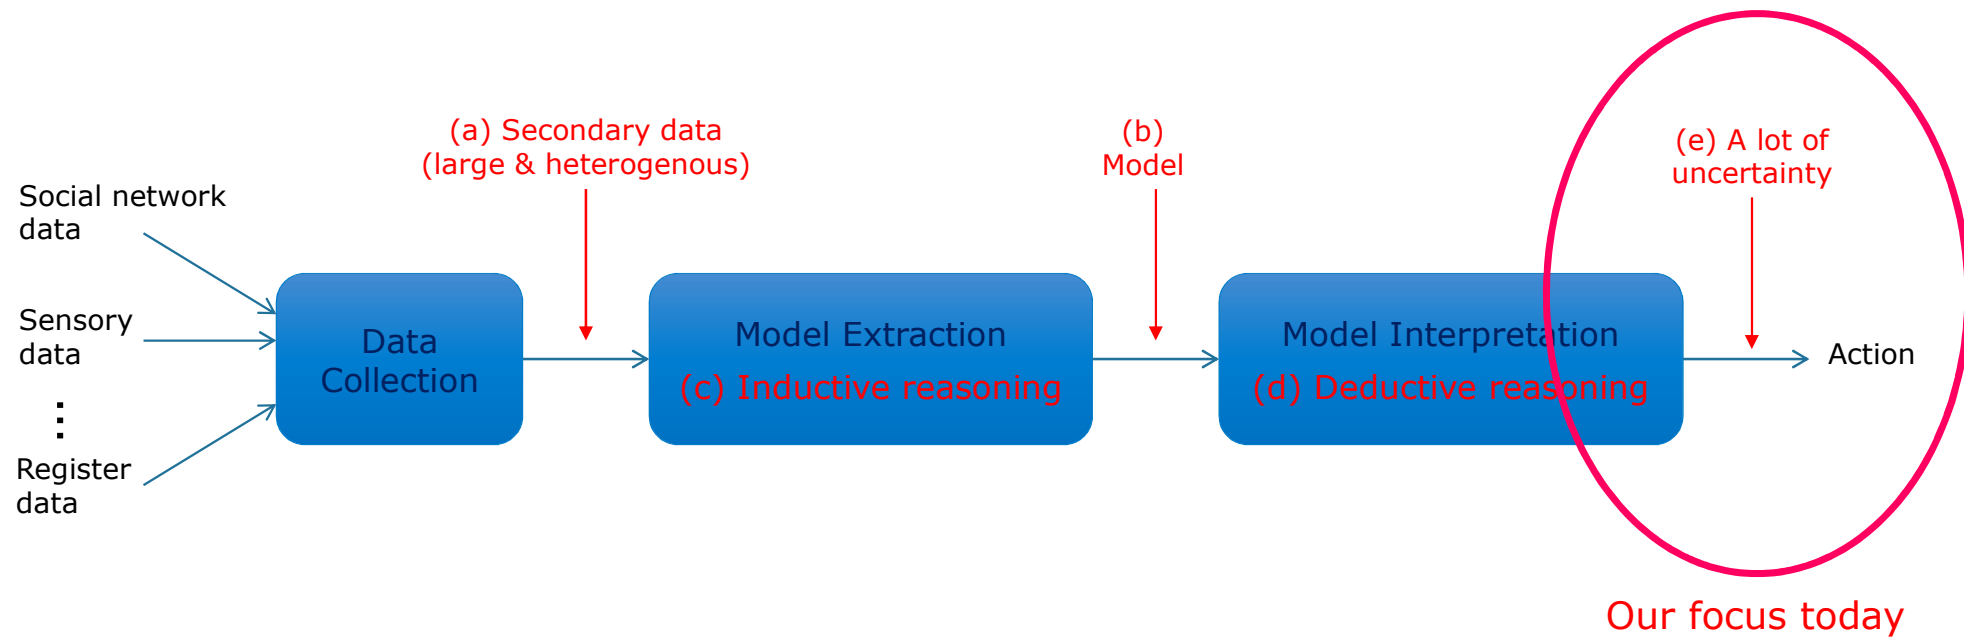 Social network
data
Sensory
data
⋮
Register
data
Data
Collection
(a) Secondary data
(large & heterogenous)
Model Extraction
(c) Inductive reasoning
(b)
Model
Model Interpretation
(d) Deductive reasoning
(e) A lot of
uncertainty
Action
Our focus today